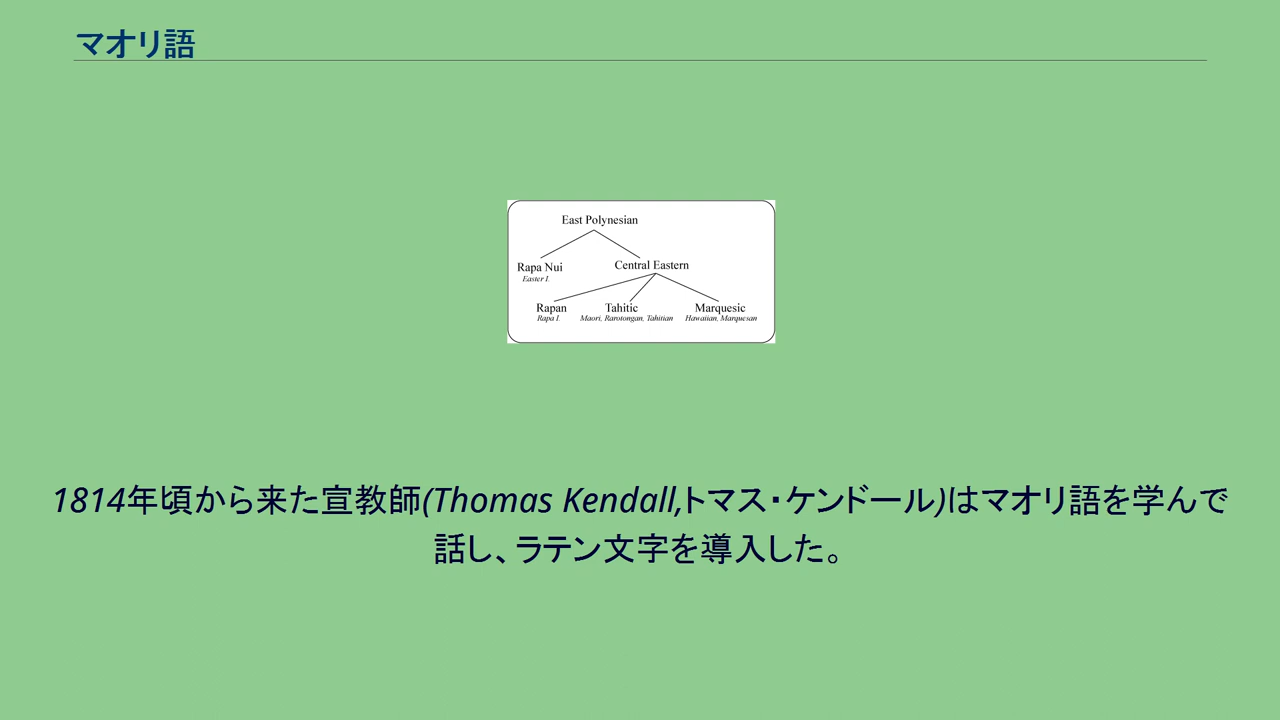 マオリ語
East Polynesian
Rapa Nui
Easter I.
Central Eastern
Rapan
Rapa I.
Tahitic
Maori, Rarotongan, Tahitian
Marquesic
Hawaiian, Marquesan
1814年頃から来た宣教師(Thomas Kendall,トマス・ケンドール)はマオリ語を学んで
話し、ラテン文字を導入した。